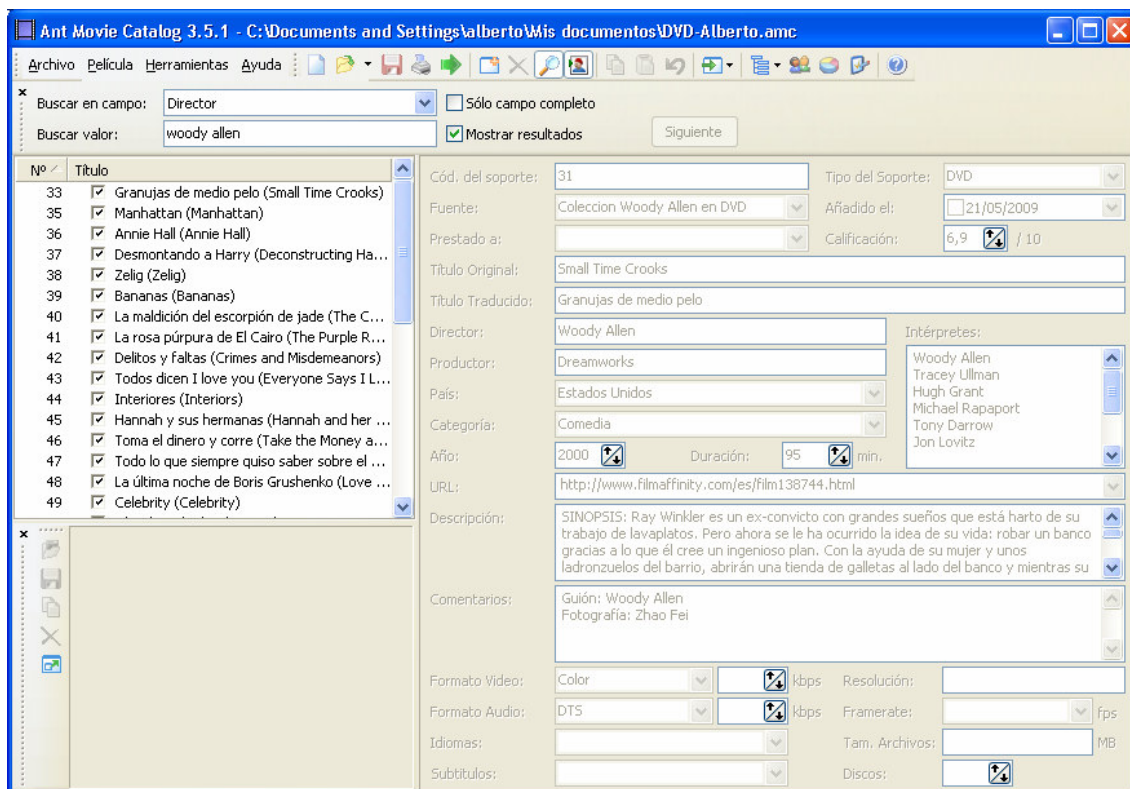 Ant Movie Catalog 3.5.1 - C:\Documents and Settings\alberto\Mis documentos\DVD-Alberto.amc
Archivo Película Herramientas Ayuda
Buscar en campo: Director Sólo campo completo
Buscar valor: woody allen Mostrar resultados Siguiente
Nº Título
33 Granujas de medio pelo (Small Time Crooks)
35 Manhattan (Manhattan)
36 Annie Hall (Annie Hall)
37 Desmontando a Harry (Deconstructing Ha...
38 Zelig (Zelig)
39 Bananas (Bananas)
40 La maldición del escorpión de jade (The C...
41 La rosa púrpura de El Cairo (The Purple R...
42 Delitos y faltas (Crimes and Misdemeanors)
43 Todos dicen I love you (Everyone Says I L...
44 Interiores (Interiors)
45 Hannah y sus hermanas (Hannah and her ...
46 Toma el dinero y corre (Take the Money a...
47 Todo lo que siempre quiso saber sobre el ...
48 La última noche de Boris Grushenko (Love ...
49 Celebrity (Celebrity)
Cód. del soporte: 31 Tipo del Soporte: DVD
Fuente: Coleccion Woody Allen en DVD Añadido el: 21/05/2009
Prestado a: Calificación: 6,9 / 10
Título Original: Small Time Crooks
Título Traducido: Granujas de medio pelo
Director: Woody Allen Intérpretes:
Productor: Dreamworks
País: Estados Unidos
Categoría: Comedia
Woody Allen
Tracey Ullman
Hugh Grant
Michael Rapaport
Tony Darrow
Jon Lovitz
Año: 2000 Duración: 95 min.
URL: http://www.filmaffinity.com/es/film138744.html
Descripción: SINOPSIS: Ray Winkler es un ex-convicto con grandes sueños que está harto de su
trabajo de lavaplatos. Pero ahora se le ha ocurrido la idea de su vida: robar un banco
gracias a lo que él cree un ingenioso plan. Con la ayuda de su mujer y unos
ladronzuelos del barrio, abrirán una tienda de galletas al lado del banco y mientras su
Comentarios: Guión: Woody Allen
Fotografía: Zhao Fei
Formato Video: Color kbps Resolución:
Formato Audio: DTS kbps Framerate: fps
Idiomas: Tam. Archivos: MB
Subtitulos: Discos: